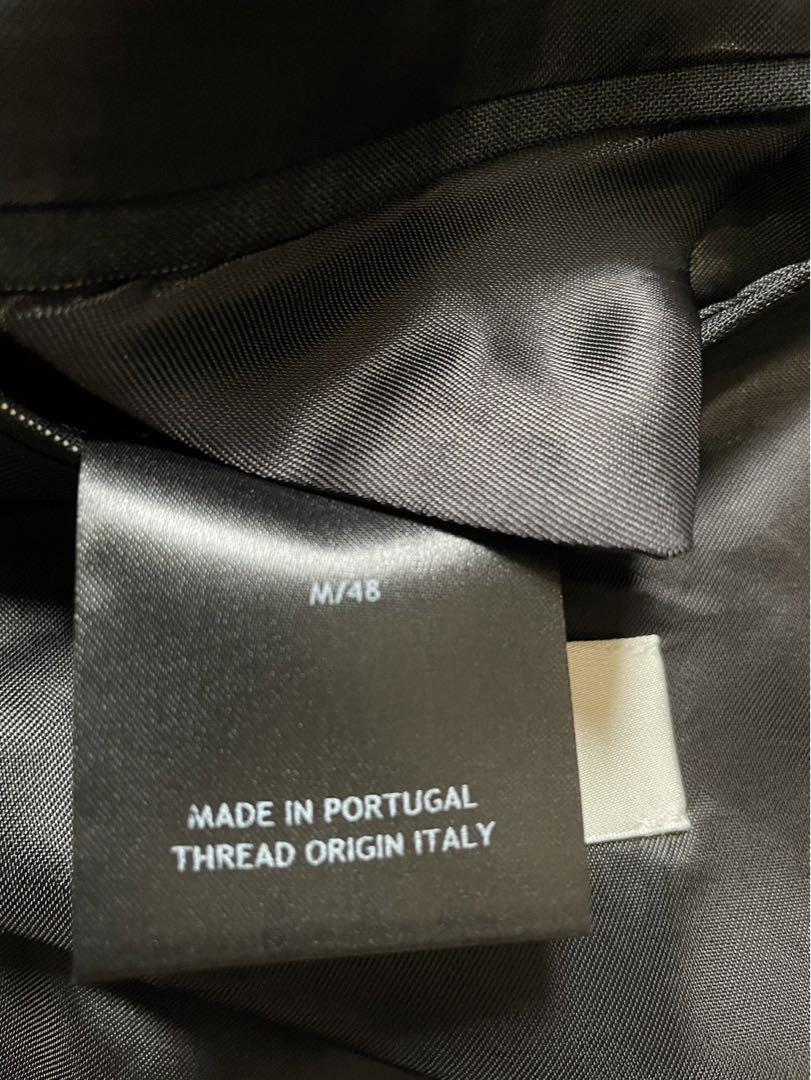 M/48
MADE IN PORTUGAL
THREAD ORIGIN ITALY